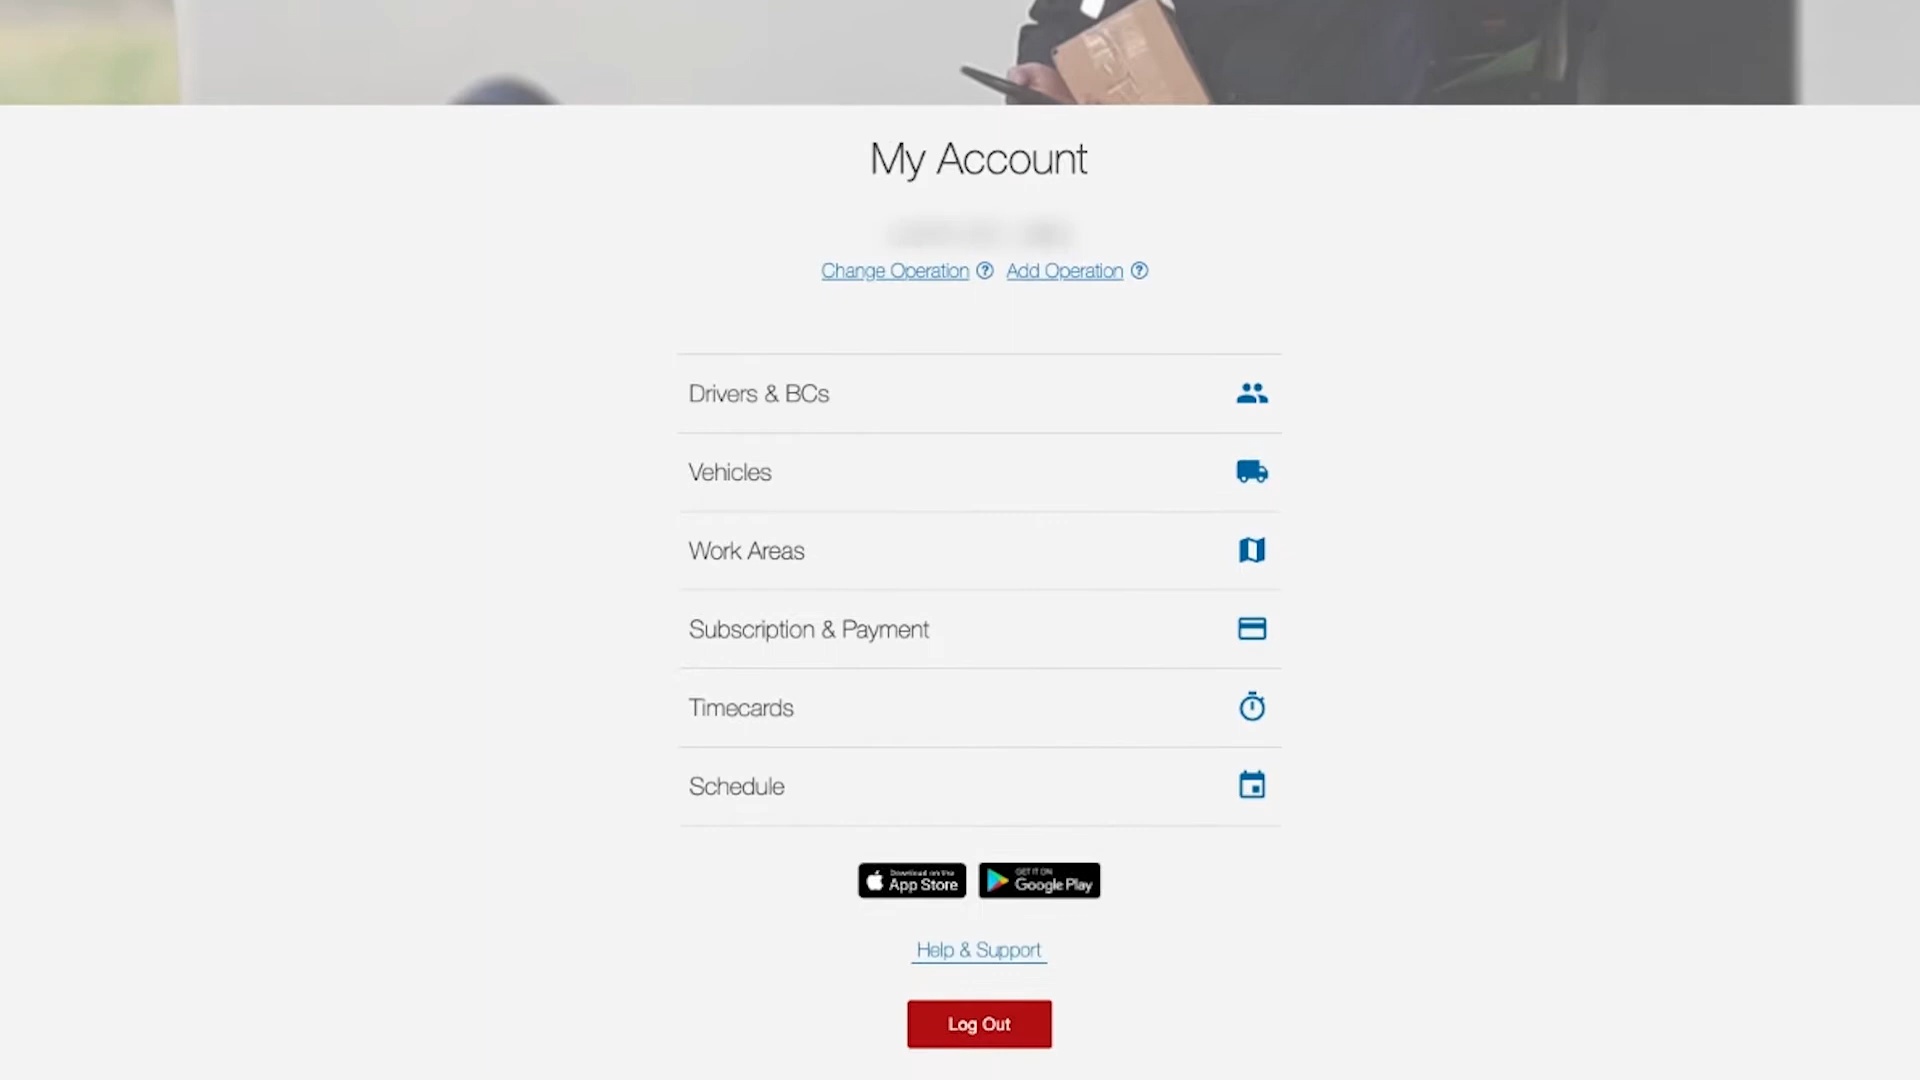 My Account
Change Operation ? Add Operation ?
Drivers & BCs
Vehicles
Work Areas
Subscription & Payment
Timecards
Schedule
Download on the
App Store
GET IT ON
Google Play
Help & Support
Log Out